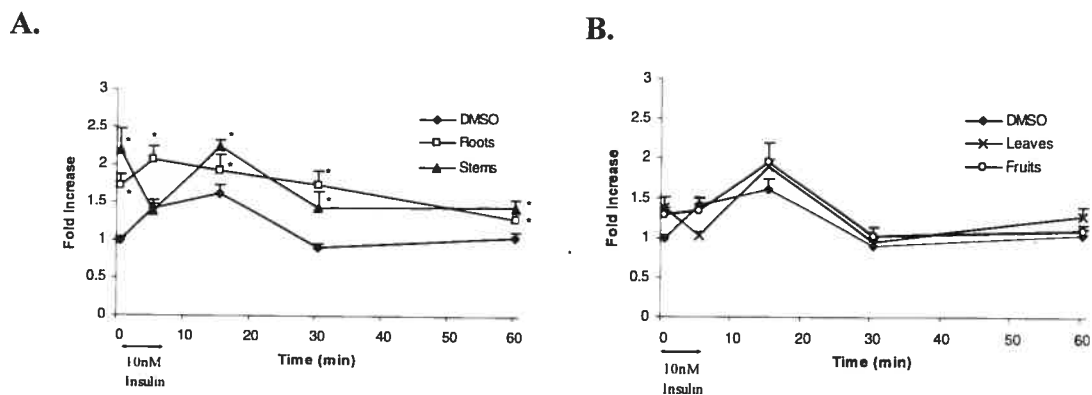 A.
3
2.5
2
1.5
1
0.5
0
Fold Increase
DMSO
Roots
Stems
* * * * * * * * *
0 10 20 30 40 50 60
Time (min)
10nM
Insulin
B.
3
2.5
2
1.5
1
0.5
0
Fold Increase
DMSO
Leaves
Fruits
0 10 20 30 40 50 60
Time (min)
10nM
Insulin